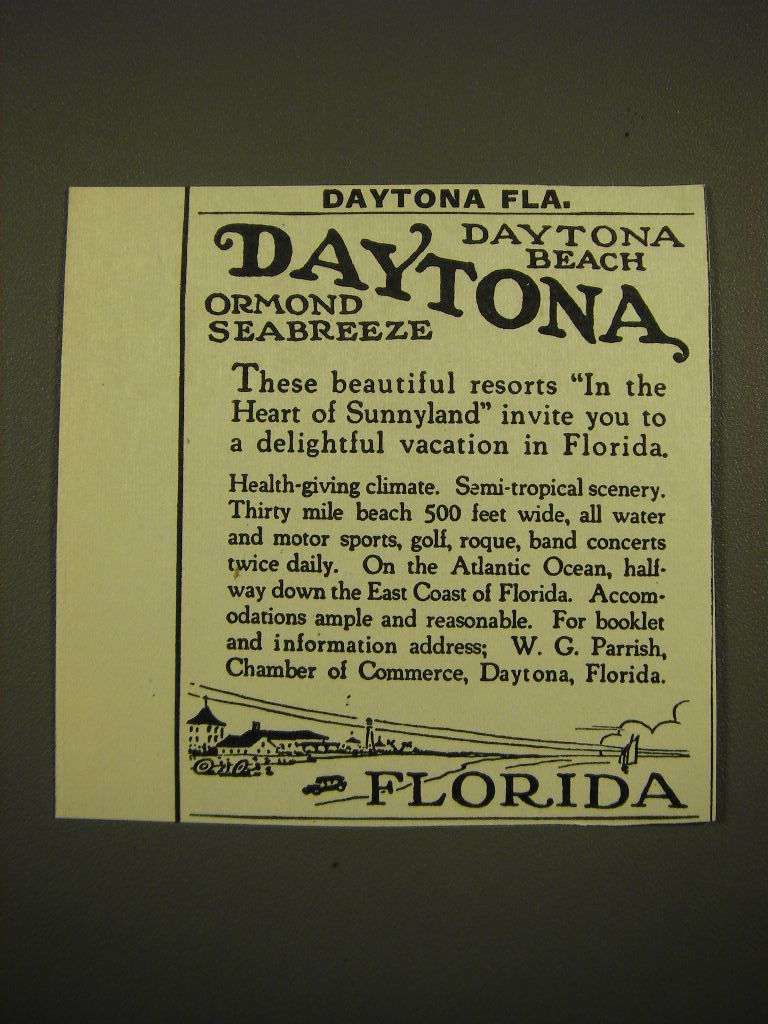 DAYTONA FLA.
DAYTONA
DAYTONA
BEACH
ORMOND
SEABREEZE
These beautiful resorts “In the
Heart of Sunnyland” invite you to
a delightful vacation in Florida.
Health-giving climate. Semi-tropical scenery.
Thirty mile beach 500 feet wide, all water
and motor sports, golf, roque, band concerts
twice daily. On the Atlantic Ocean, half-
way down the East Coast of Florida. Accom-
odations ample and reasonable. For booklet
and information address; W. G. Parrish,
Chamber of Commerce, Daytona, Florida.
FLORIDA